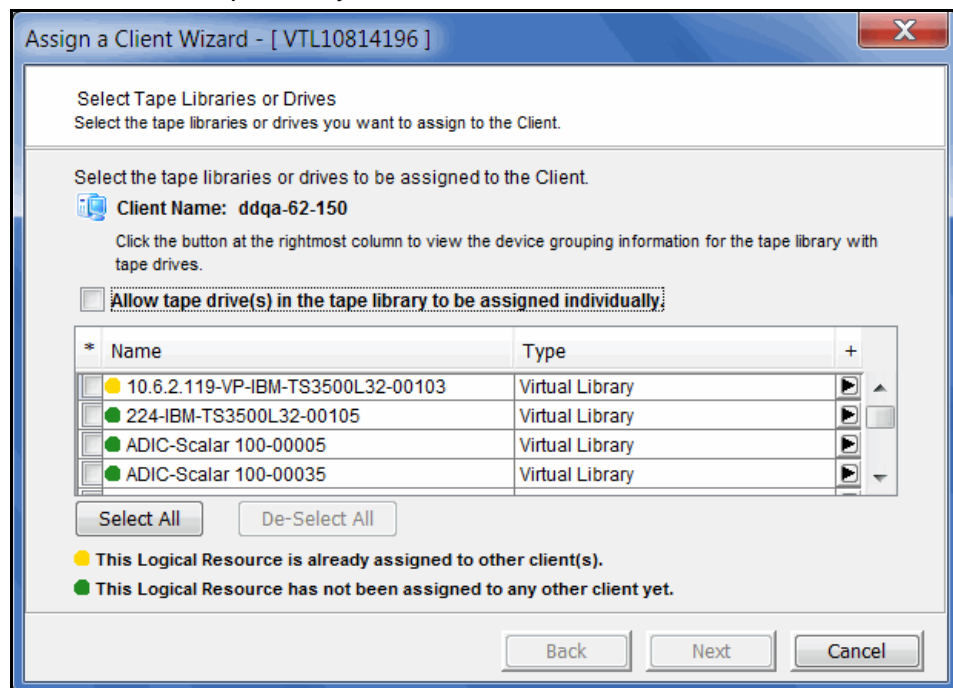 Assign a Client Wizard - [ VTL10814196 ]
X
Select Tape Libraries or Drives
Select the tape libraries or drives you want to assign to the Client.
Select the tape libraries or drives to be assigned to the Client.
Client Name: ddqa-62-150
Click the button at the rightmost column to view the device grouping information for the tape library with
tape drives.
Allow tape drive(s) in the tape library to be assigned individually.
* Name Type +
10.6.2.119-VP-IBM-TS3500L32-00103 Virtual Library
224-IBM-TS3500L32-00105 Virtual Library
ADIC-Scalar 100-00005 Virtual Library
ADIC-Scalar 100-00035 Virtual Library
Select All De-Select All
This Logical Resource is already assigned to other client(s).
This Logical Resource has not been assigned to any other client yet.
Back Next Cancel